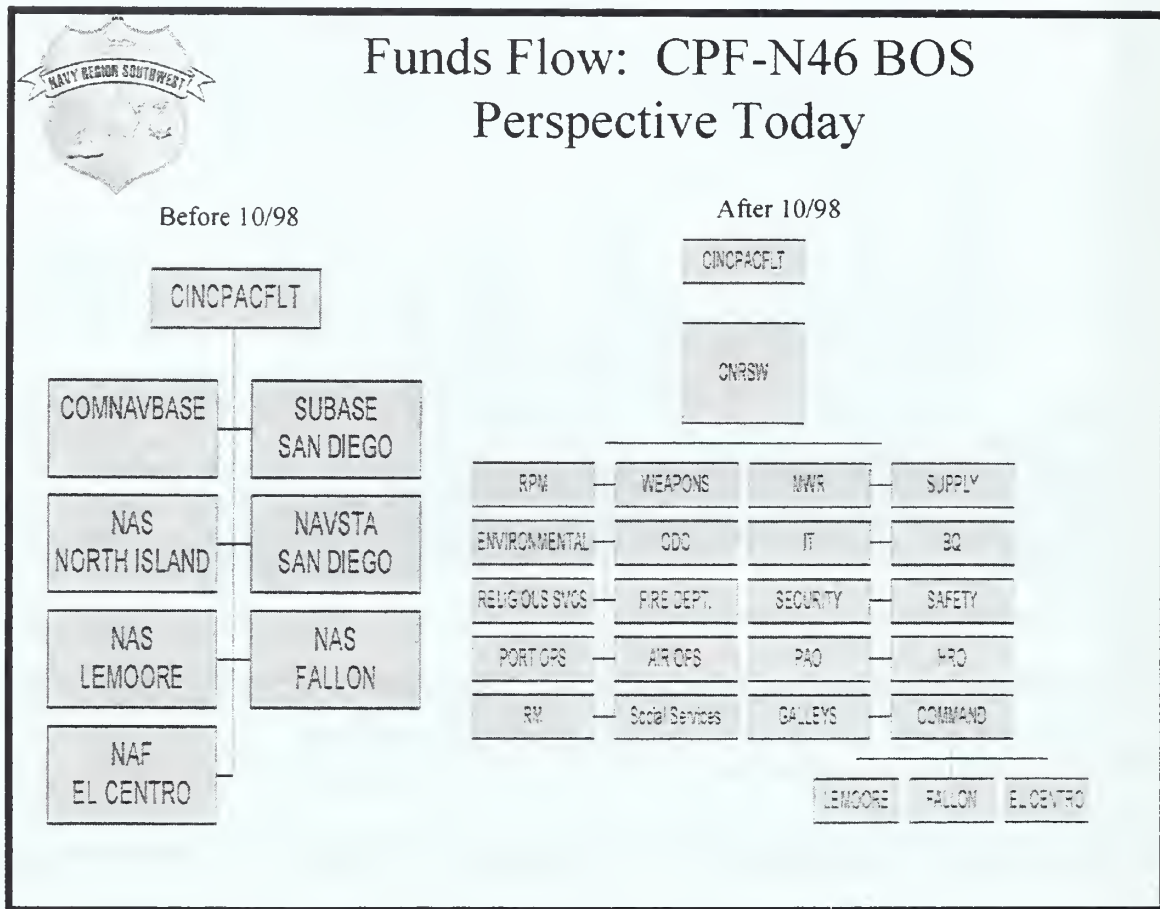 NAVY REGION SOUTHWEST
Funds Flow: CPF-N46 BOS
Perspective Today
Before 10/98
After 10/98
CINCPACFLT
COMNAVBASE
SUBASE
SAN DIEGO
NAS
NORTH ISLAND
NAVSTA
SAN DIEGO
NAS
LEMOORE
NAS
FALLON
NAF
EL CENTRO
CINCPACFLT
CNRSW
RPM
WEAPONS
MWR
SUPPLY
ENVIRONMENTAL
IT
BQ
RELIGIOUS SVCS
FIRE DEPT.
SECURITY
SAFETY
PORT OPS
AIR OPS
PAO
HRO
RM
Social Services
GALLEYS
COMMAND
LEMOORE
FALLON
EL CENTRO